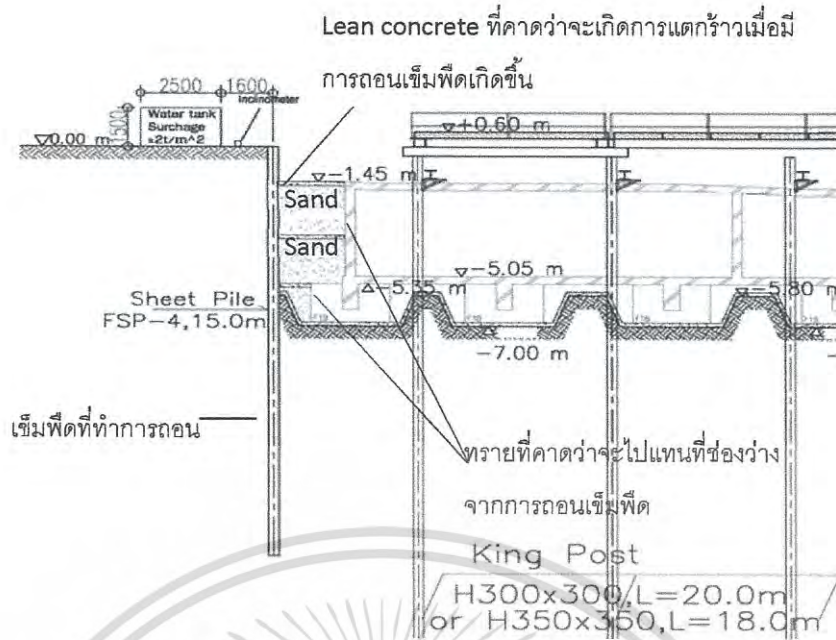 Lean concrete ที่คาดว่าจะเกิดการแตกร้าวเมื่อมี
การถอนเข็มพืดเกิดขึ้น
2500 1600
Inclinometer
1500
Water tank
Surchage
=2t/m^2
0.00 m
+0.60 m
-1.45 m
Sand
Sand
-5.05 m
-5.35 m
-5.80 m
Sheet Pile
FSP-4,15.0m
-7.00 m
เข็มพืดที่ทำการถอน
ทรายที่คาดว่าจะไปแทนที่ช่องว่าง
จากการถอนเข็มพืด
King Post
H300x300,L=20.0m
or H350x350,L=18.0m